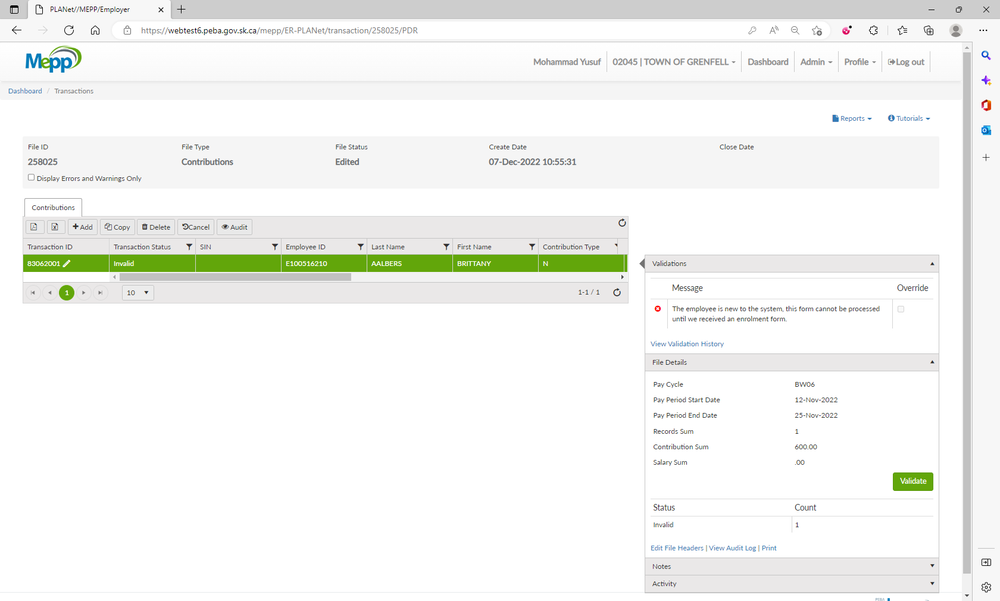 PLANet//MEPP/Employer
https://webtest6.peba.gov.sk.ca/mepp/ER-PLANet/transaction/258025/PDR
Mepp
Mohammad Yusuf
02045 | TOWN OF GRENFELL
Dashboard
Admin
Profile
Log out
Dashboard / Transactions
Reports
Tutorials
File ID
File Type
File Status
Create Date
Close Date
258025
Contributions
Edited
07-Dec-2022 10:55:31
Display Errors and Warnings Only
Contributions
Add
Copy
Delete
Cancel
Audit
Transaction ID
Transaction Status
SIN
Employee ID
Last Name
First Name
Contribution Type
83062001
Invalid
E100516210
AALBERS
BRITTANY
N
1
10
1-1 / 1
Validations
Message
Override
The employee is new to the system, this form cannot be processed
until we received an enrolment form.
View Validation History
File Details
Pay Cycle
BW06
Pay Period Start Date
12-Nov-2022
Pay Period End Date
25-Nov-2022
Records Sum
1
Contribution Sum
600.00
Salary Sum
.00
Validate
Status
Count
Invalid
1
Edit File Headers | View Audit Log | Print
Notes
Activity
PEBA